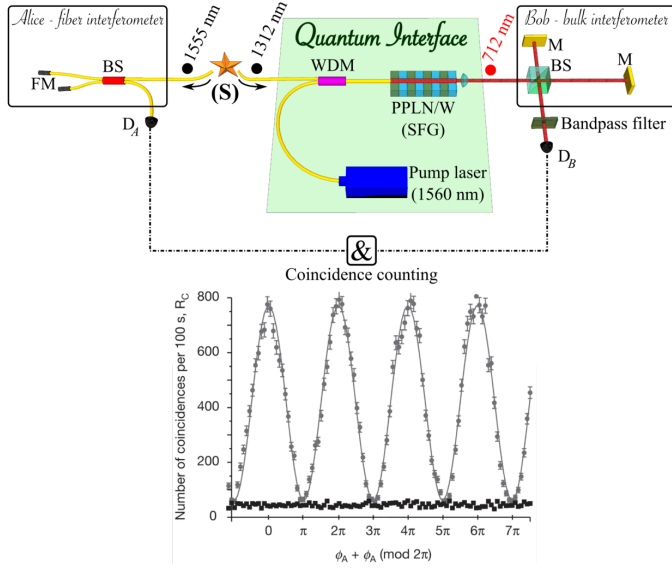 Alice - fiber interferometer
Bob - bulk interferometer
1555 nm
1312 nm
Quantum Interface
712 nm
M
FM
BS
WDM
BS
M
(S)
PPLN/W
(SFG)
Bandpass filter
D_A
D_B
Pump laser
(1560 nm)
&
Coincidence counting
Number of coincidences per 100 s, R_C
800
600
400
200
0
0 π 2π 3π 4π 5π 6π 7π
ϕ_A + ϕ_A (mod 2π)